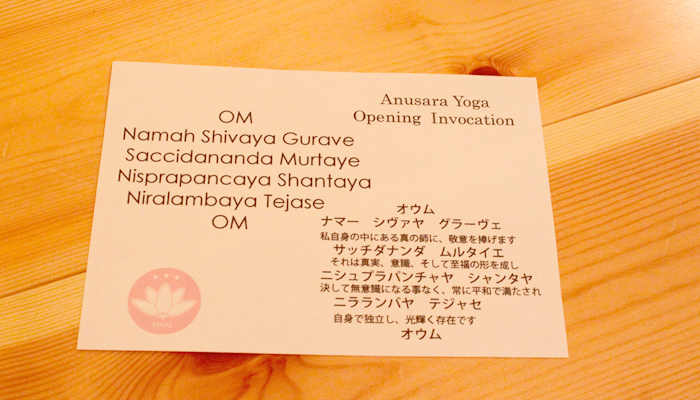 Anusara Yoga
Opening Invocation
OM
Namah Shivaya Gurave
Saccidananda Murtaye
Nisprapancaya Shantaya
Niralambaya Tejase
OM
オウム
ナマー シヴァヤ グラーヴェ
私自身の中にある真の師に、敬意を捧げます
サッチダナンダ ムルタイエ
それは真実、意識、そして至福の形を成し
ニシュプラパンチャヤ シャンタヤ
決して無意識になる事なく、常に平和で満たされ
ニラランバヤ テジャセ
自身で独立し、光輝く存在です
オウム
MAKI